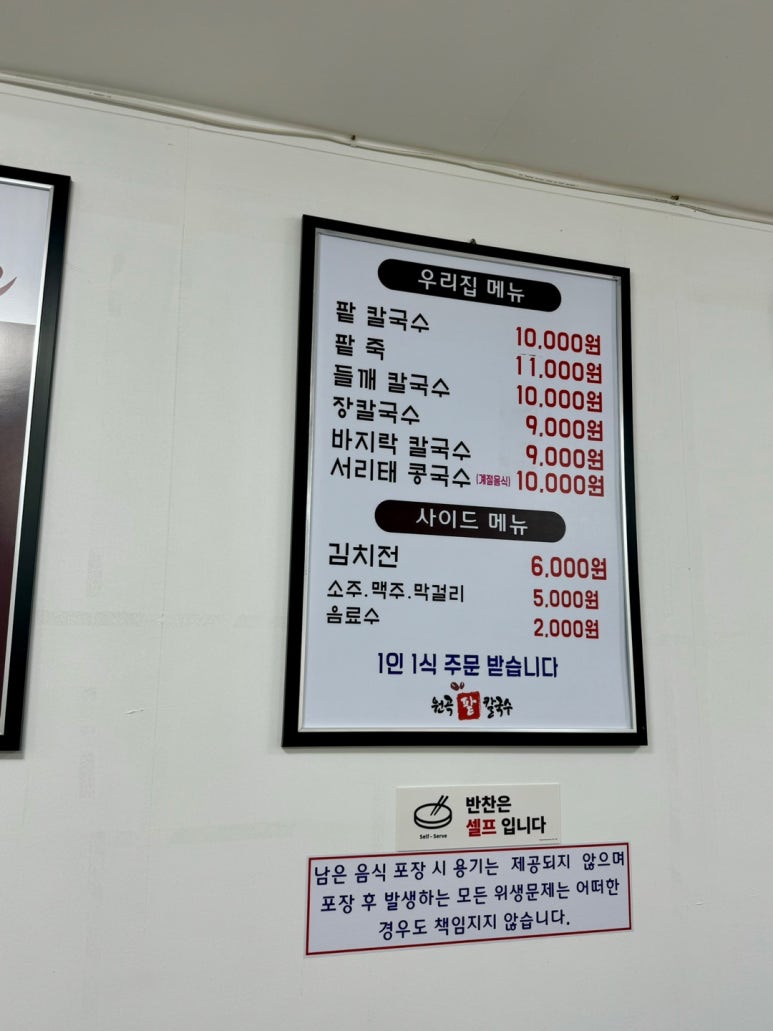 우리집 메뉴
팥 칼국수 10,000원
팥 죽 11,000원
들깨 칼국수 10,000원
장칼국수 9,000원
바지락 칼국수 9,000원
서리태 콩국수 (계절음식) 10,000원
사이드 메뉴
김치전 6,000원
소주.맥주.막걸리 5,000원
음료수 2,000원
1인 1식 주문 받습니다
원곡 팥 칼국수
반찬은
셀프 입니다
Self-Serve
남은 음식 포장 시 용기는 제공되지 않으며
포장 후 발생하는 모든 위생문제는 어떠한
경우도 책임지지 않습니다.